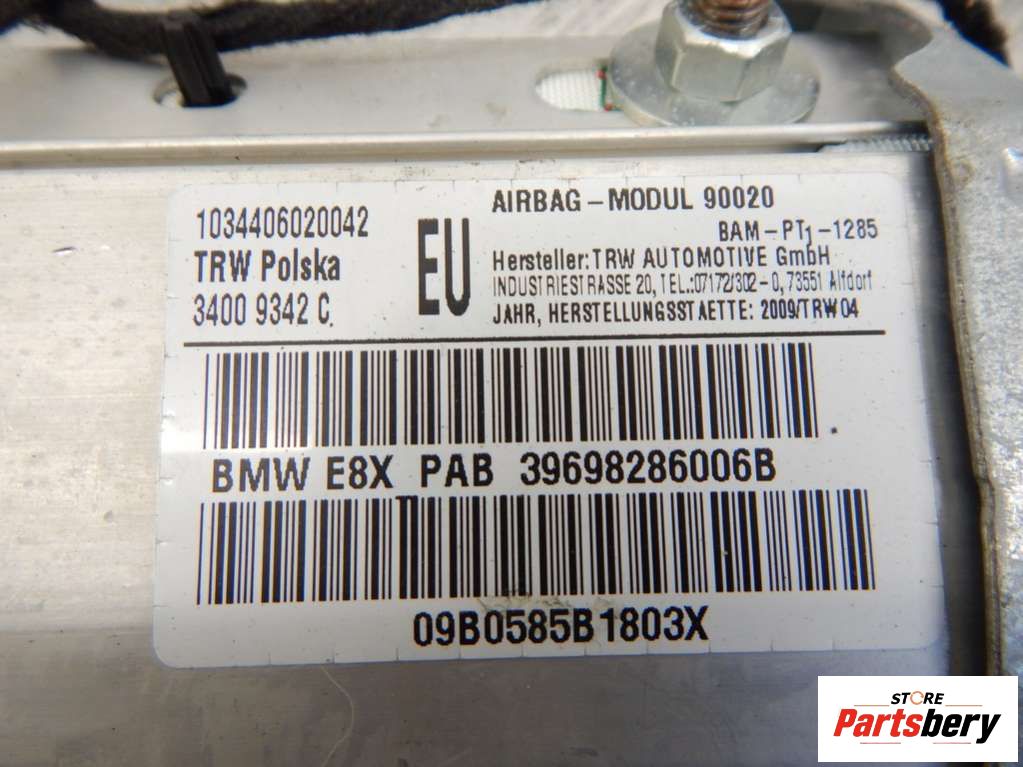 1034406020042
TRW Polska
3400 9342 C
EU
AIRBAG-MODUL 90020
BAM-PT1-1285
Hersteller:TRW AUTOMOTIVE GmbH
INDUSTRIESTRASSE 20, TEL.:07172/302-0, 73551 Alfdorf
JAHR, HERSTELLUNGSSTAETTE: 2009/TRW04
BMW E8X PAB 39698286006B
09B0585B1803X
STORE
Partsbery